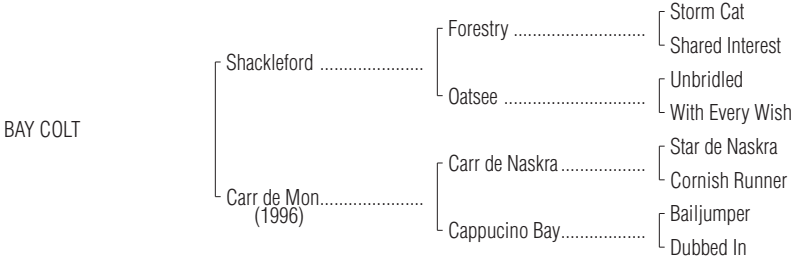 Storm Cat
Forestry ............................
Shared Interest
Shackleford ......................
Unbridled
Oatsee ..............................
With Every Wish
BAY COLT
Star de Naskra
Carr de Naskra..................
Cornish Runner
Carr de Mon......................
(1996)
Bailjumper
Cappucino Bay..................
Dubbed In